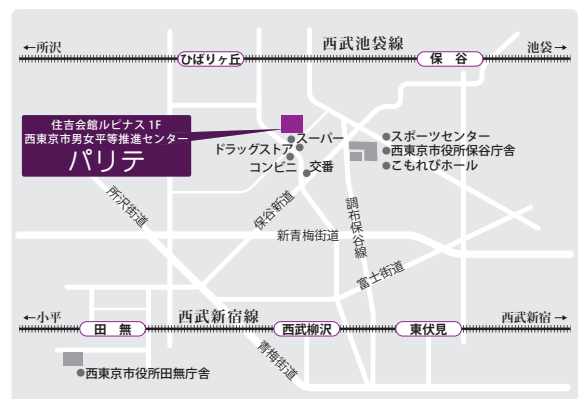 ←所沢
西武池袋線
池袋→
ひばりヶ丘
保 谷
住吉会館ルピナス 1F
西東京市男女平等推進センター
パリテ
スーパー
ドラッグストア
コンビニ
交番
スポーツセンター
西東京市役所保谷庁舎
こもれびホール
所沢街道
保谷新道
調布保谷線
新青梅街道
富士街道
←小平
西武新宿線
西武新宿→
田 無
西武柳沢
東伏見
青梅街道
西東京市役所田無庁舎